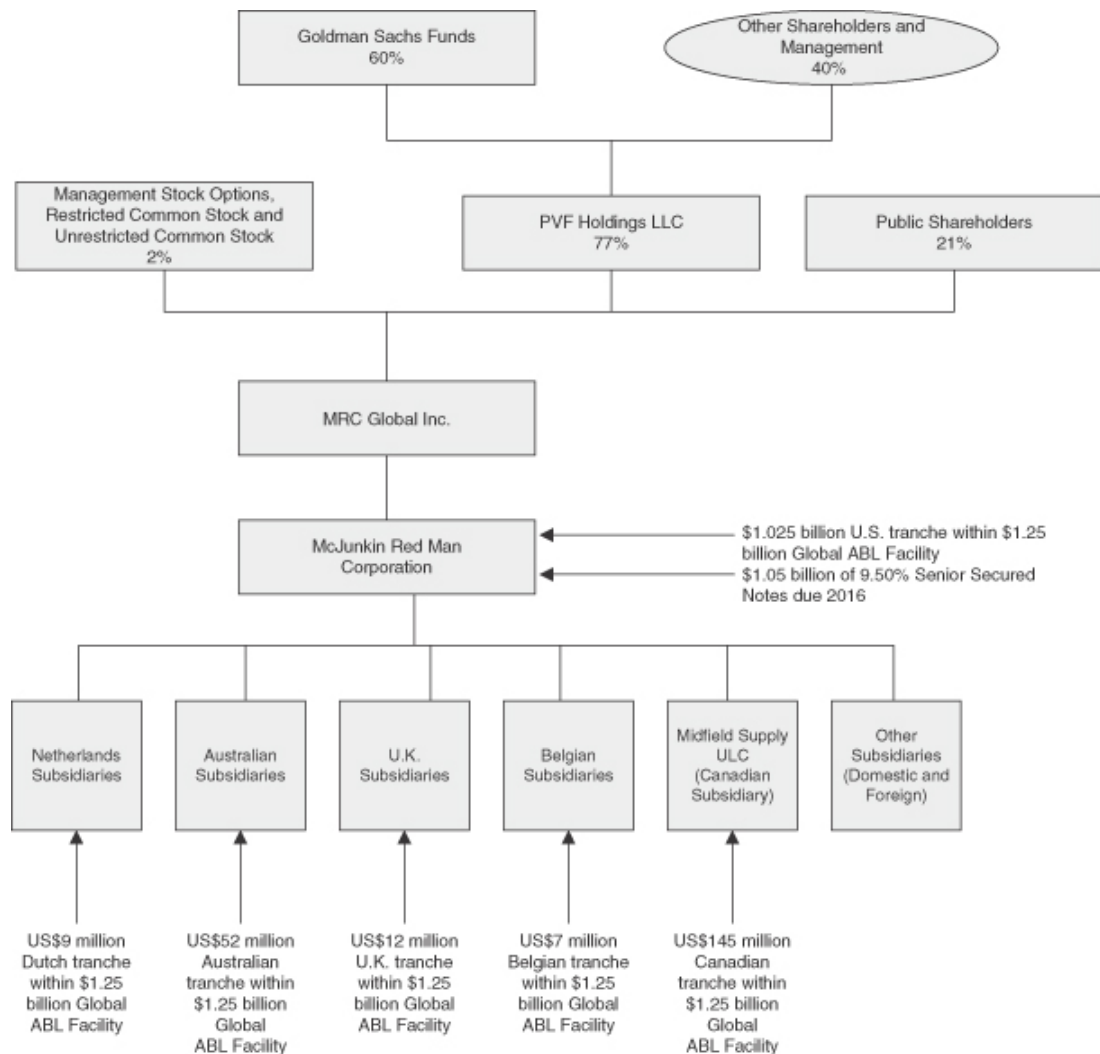 Goldman Sachs Funds
60%
Other Shareholders and
Management
40%
Management Stock Options,
Restricted Common Stock and
Unrestricted Common Stock
2%
PVF Holdings LLC
77%
Public Shareholders
21%
MRC Global Inc.
McJunkin Red Man
Corporation
$1.025 billion U.S. tranche within $1.25
billion Global ABL Facility
$1.05 billion of 9.50% Senior Secured
Notes due 2016
Netherlands
Subsidiaries
Australian
Subsidiaries
U.K.
Subsidiaries
Belgian
Subsidiaries
Midfield Supply
ULC
(Canadian
Subsidiary)
Other
Subsidiaries
(Domestic and
Foreign)
US$9 million
Dutch tranche
within $1.25
billion Global
ABL Facility
US$52 million
Australian
tranche within
$1.25 billion
Global
ABL Facility
US$12 million
U.K. tranche
within $1.25
billion Global
ABL Facility
US$7 million
Belgian tranche
within $1.25
billion Global
ABL Facility
US$145 million
Canadian
tranche within
$1.25 billion
Global
ABL Facility